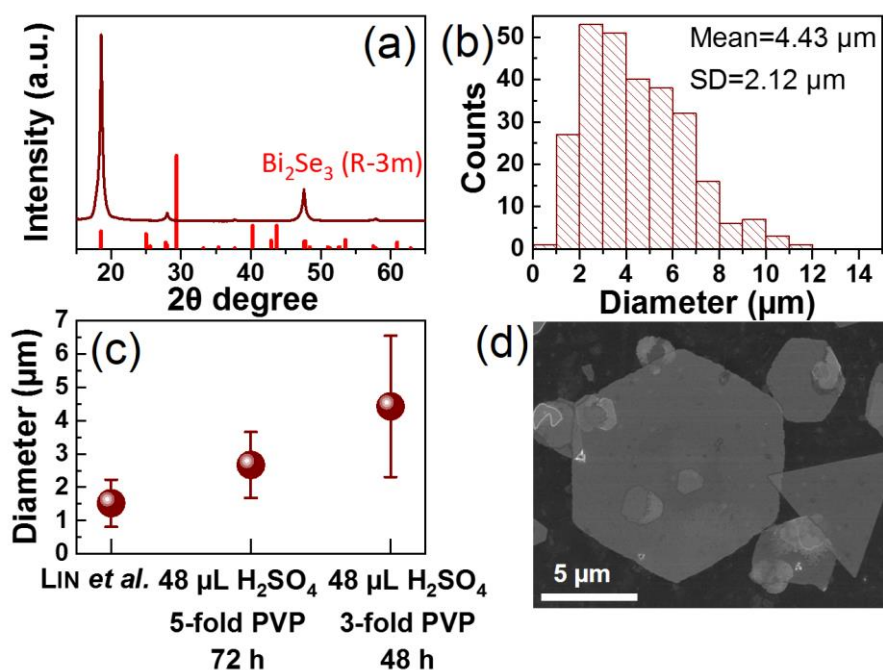 (a)
Intensity (a.u.)
Bi₂Se₃ (R-3m)
20 30 40 50 60
2θ degree
(b)
Mean=4.43 µm
SD=2.12 µm
Counts
50
40
30
20
10
0
0 2 4 6 8 10 12 14
Diameter (µm)
(c)
Diameter (µm)
7
6
5
4
3
2
1
0
LIN et al. 48 µL H₂SO₄ 48 µL H₂SO₄
5-fold PVP 3-fold PVP
72 h 48 h
(d)
5 µm